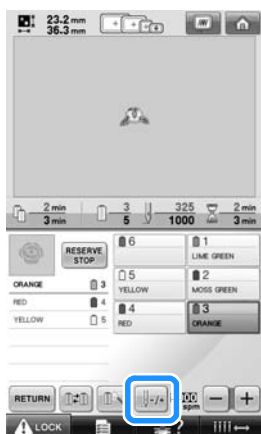 23.2 mm
36.3 mm
2 min 3 325 2 min
3 min 5 1000 3 min
RESERVE STOP
6
1 LIME GREEN
ORANGE 3
5 YELLOW
2 MOSS GREEN
RED 4
YELLOW 5
4 RED
3 ORANGE
RETURN
-/+
spm
- +
LOCK
?